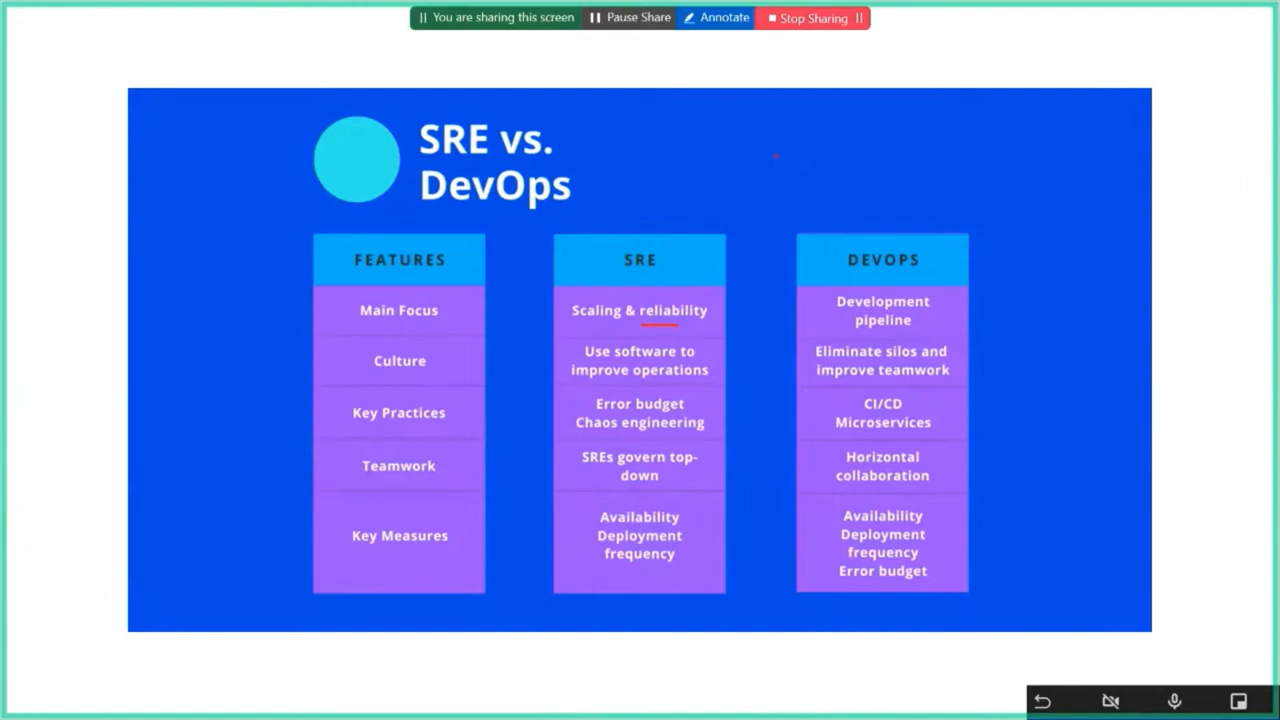 You are sharing this screen
Pause Share
Annotate
Stop Sharing
SRE vs.
DevOps
FEATURES
SRE
DEVOPS
Main Focus
Scaling & reliability
Development
pipeline
Culture
Use software to
improve operations
Eliminate silos and
improve teamwork
Key Practices
Error budget
Chaos engineering
CI/CD
Microservices
Teamwork
SREs govern top-
down
Horizontal
collaboration
Key Measures
Availability
Deployment
frequency
Availability
Deployment
frequency
Error budget